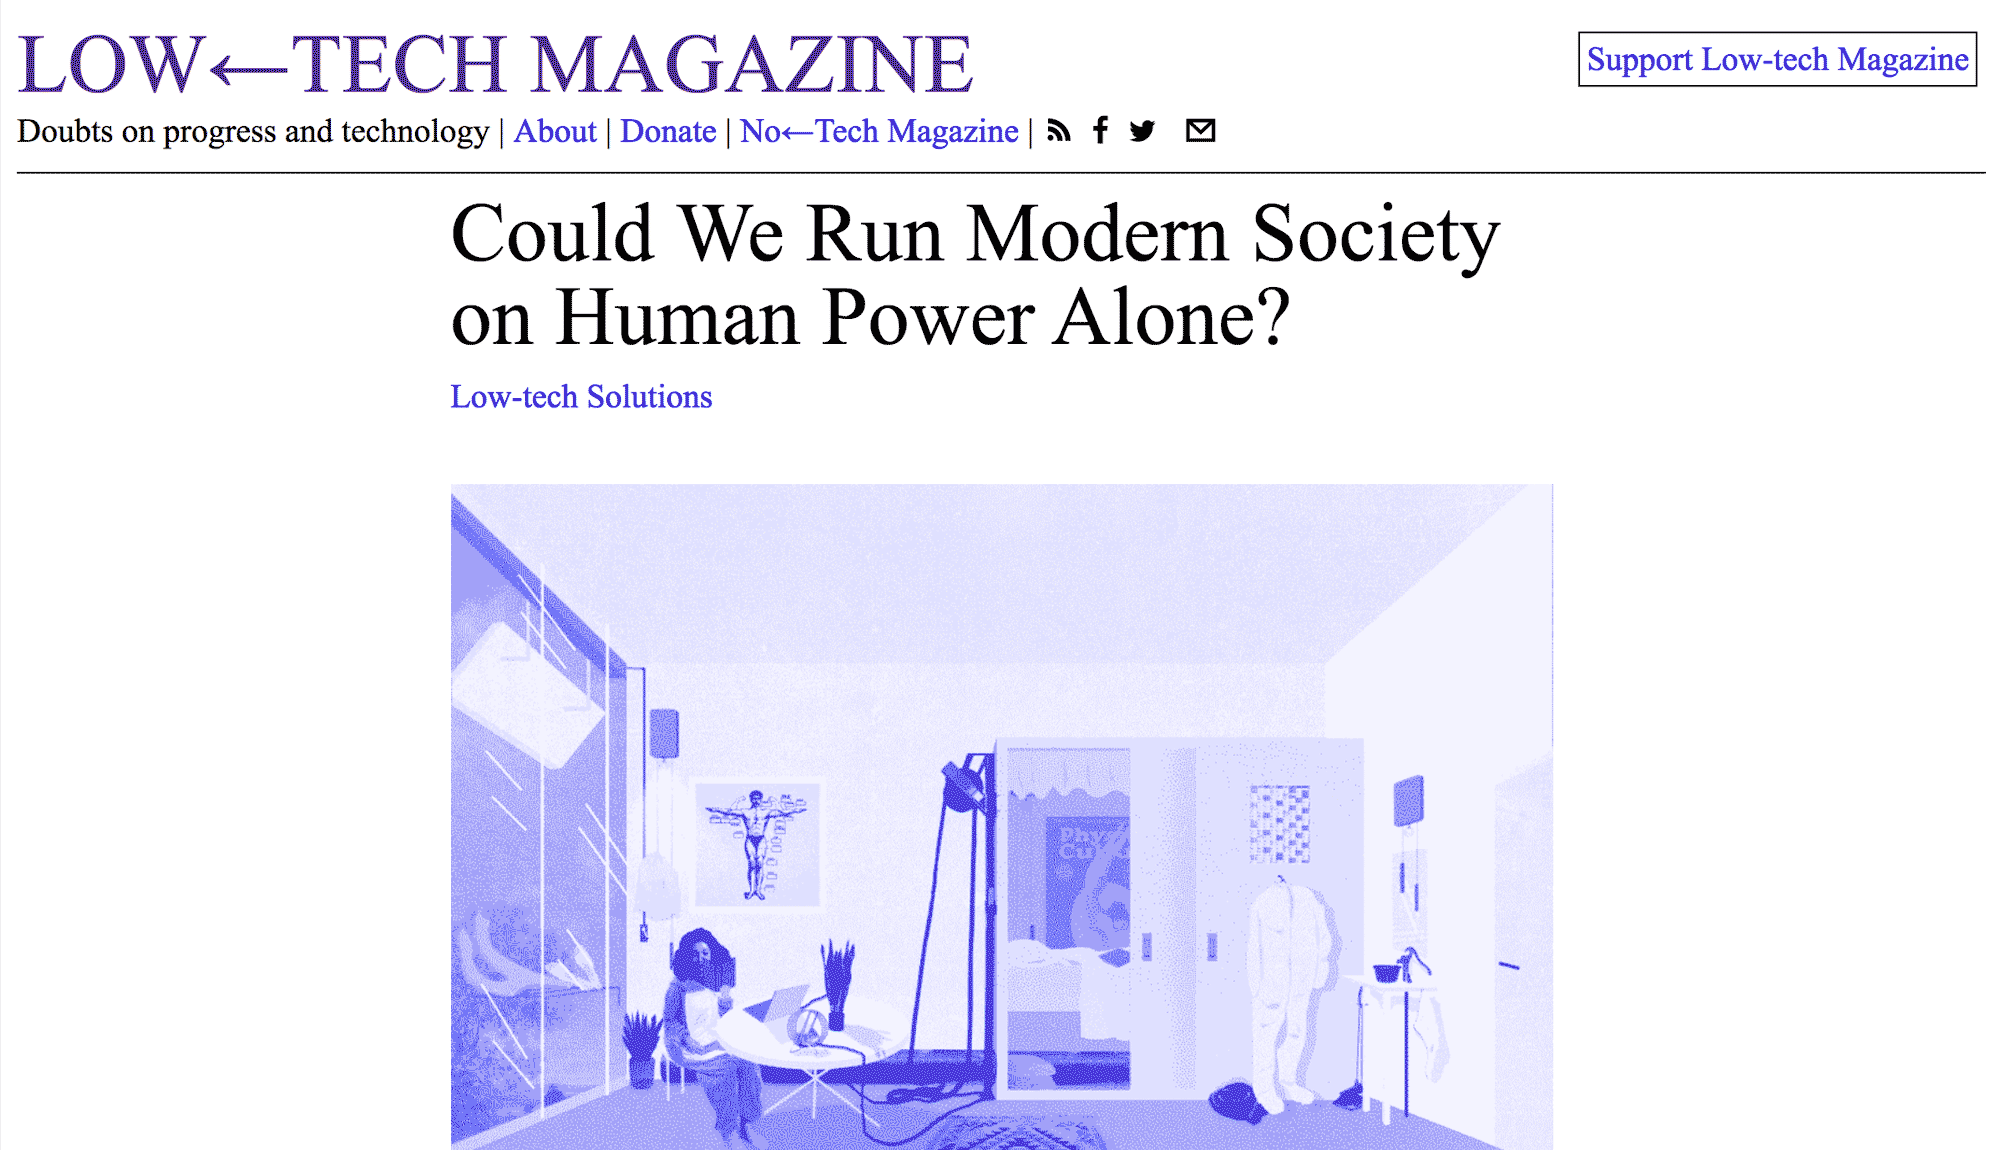 LOW←TECH MAGAZINE
Support Low-tech Magazine
Doubts on progress and technology | About | Donate | No←Tech Magazine |
Could We Run Modern Society
on Human Power Alone?
Low-tech Solutions